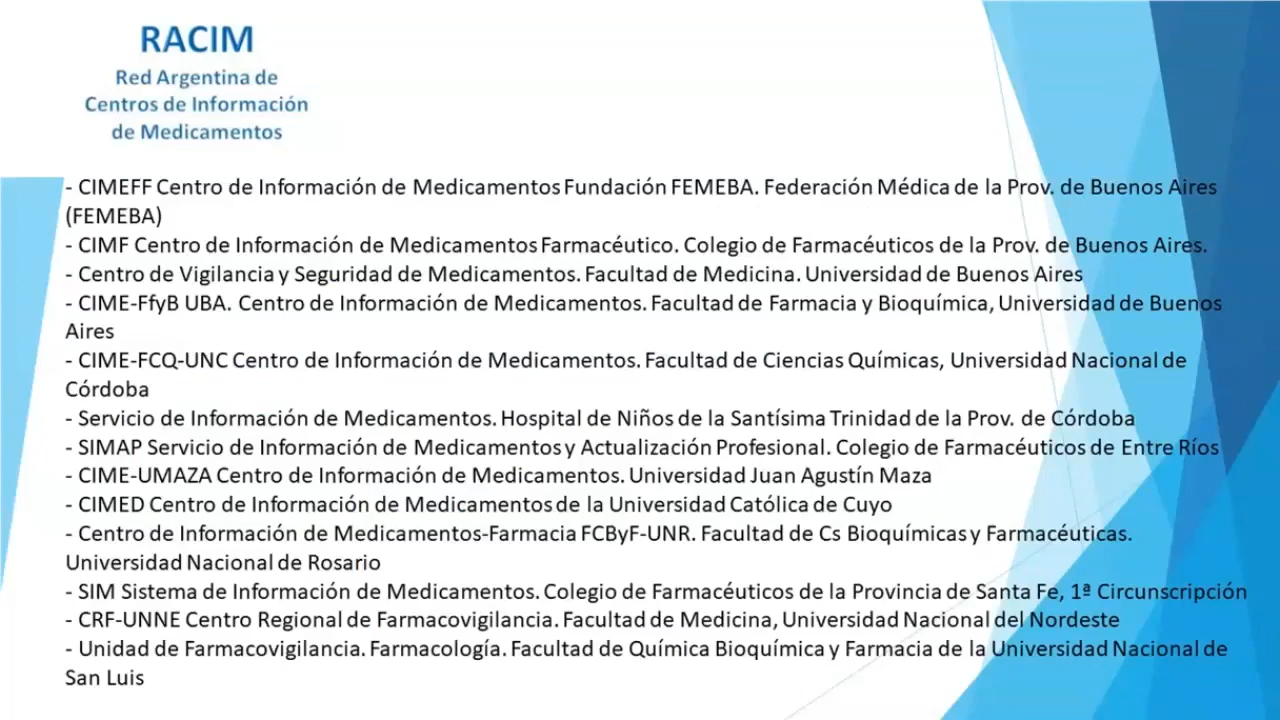 RACIM
Red Argentina de
Centros de Información
de Medicamentos
- CIMEFF Centro de Información de Medicamentos Fundación FEMEBA. Federación Médica de la Prov. de Buenos Aires
(FEMEBA)
- CIMF Centro de Información de Medicamentos Farmacéutico. Colegio de Farmacéuticos de la Prov. de Buenos Aires.
- Centro de Vigilancia y Seguridad de Medicamentos. Facultad de Medicina. Universidad de Buenos Aires
- CIME-FfyB UBA. Centro de Información de Medicamentos. Facultad de Farmacia y Bioquímica, Universidad de Buenos
Aires
- CIME-FCQ-UNC Centro de Información de Medicamentos. Facultad de Ciencias Químicas, Universidad Nacional de
Córdoba
- Servicio de Información de Medicamentos. Hospital de Niños de la Santísima Trinidad de la Prov. de Córdoba
- SIMAP Servicio de Información de Medicamentos y Actualización Profesional. Colegio de Farmacéuticos de Entre Ríos
- CIME-UMAZA Centro de Información de Medicamentos. Universidad Juan Agustín Maza
- CIMED Centro de Información de Medicamentos de la Universidad Católica de Cuyo
- Centro de Información de Medicamentos-Farmacia FCByF-UNR. Facultad de Cs Bioquímicas y Farmacéuticas.
Universidad Nacional de Rosario
- SIM Sistema de Información de Medicamentos. Colegio de Farmacéuticos de la Provincia de Santa Fe, 1ª Circunscripción
- CRF-UNNE Centro Regional de Farmacovigilancia. Facultad de Medicina, Universidad Nacional del Nordeste
- Unidad de Farmacovigilancia. Farmacología. Facultad de Química Bioquímica y Farmacia de la Universidad Nacional de
San Luis